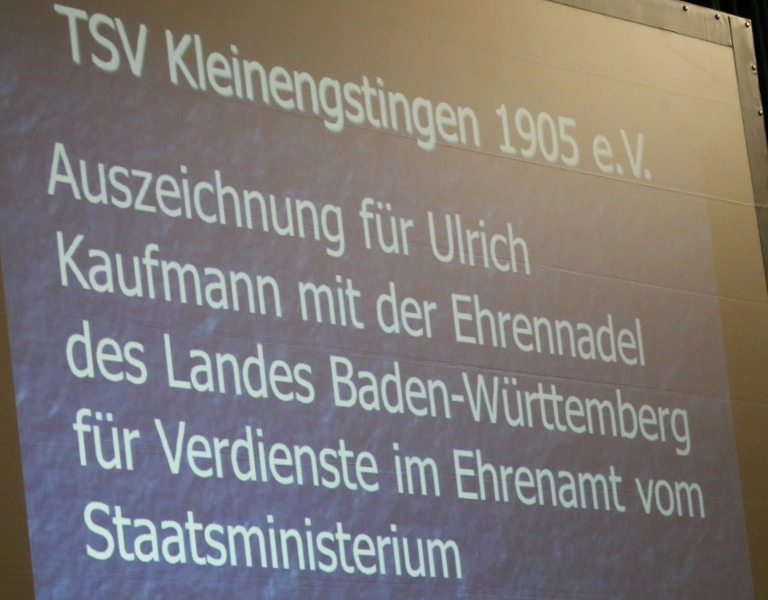 TSV Kleinengstingen 1905 e.V.
Auszeichnung für Ulrich
Kaufmann mit der Ehrennadel
des Landes Baden-Württemberg
für Verdienste im Ehrenamt vom
Staatsministerium